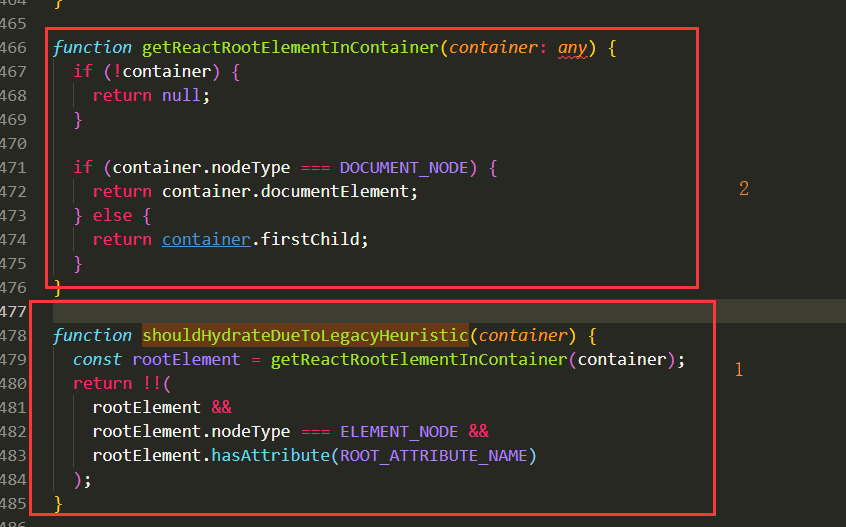 464 }
465
466 function getReactRootElementInContainer(container: any) {
467 if (!container) {
468 return null;
469 }
470
471 if (container.nodeType === DOCUMENT_NODE) {
472 return container.documentElement;
473 } else {
474 return container.firstChild;
475 }
476 }
477
478 function shouldHydrateDueToLegacyHeuristic(container) {
479 const rootElement = getReactRootElementInContainer(container);
480 return !!(
481 rootElement &&
482 rootElement.nodeType === ELEMENT_NODE &&
483 rootElement.hasAttribute(ROOT_ATTRIBUTE_NAME)
484 );
485 }
486
2
1